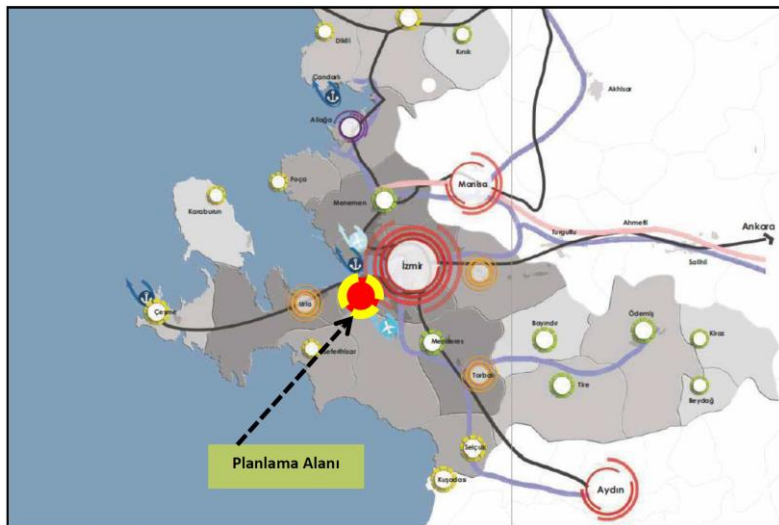 Dikili
Kınık
Çandarlı
Akhisar
Aliağa
Foça
Manisa
Menemen
Karaburun
Ahmetli
Ankara
Turgutlu
Salihli
İzmir
Çeşme
Urla
Seferihisar
Menderes
Bayındır
Ödemiş
Kiraz
Torbalı
Tire
Beydağ
Planlama Alanı
Selçuk
Kuşadası
Aydın